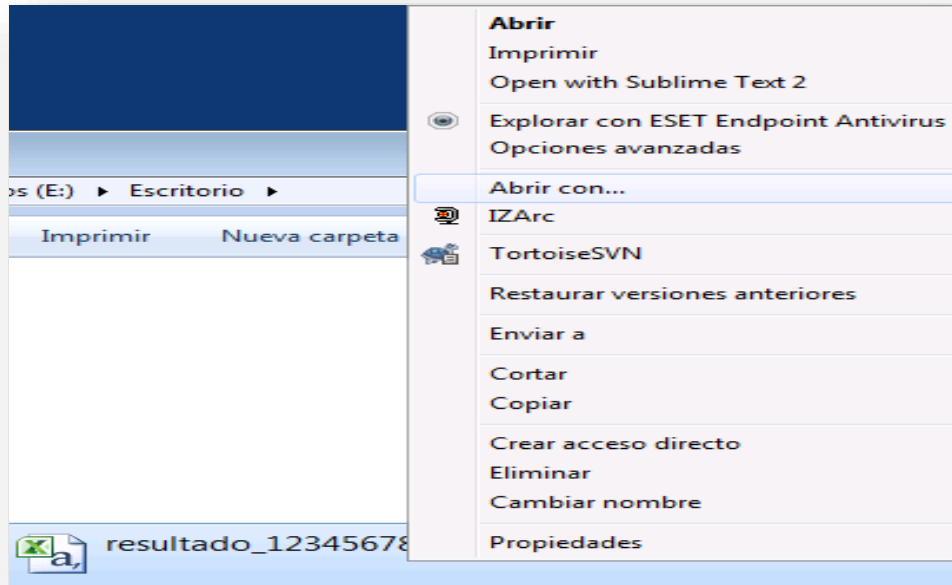 Abrir
Imprimir
Open with Sublime Text 2
Explorar con ESET Endpoint Antivirus
Opciones avanzadas
os (E:) ▸ Escritorio ▸
Abrir con...
IZArc
Imprimir Nueva carpeta
TortoiseSVN
Restaurar versiones anteriores
Enviar a
Cortar
Copiar
Crear acceso directo
Eliminar
Cambiar nombre
resultado_12345678
Propiedades